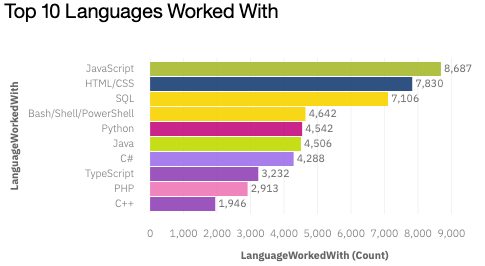 Top 10 Languages Worked With
LanguageWorkedWith
JavaScript 8,687
HTML/CSS 7,830
SQL 7,106
Bash/Shell/PowerShell 4,642
Python 4,542
Java 4,506
C# 4,288
TypeScript 3,232
PHP 2,913
C++ 1,946
0 1,000 2,000 3,000 4,000 5,000 6,000 7,000 8,000 9,000
LanguageWorkedWith (Count)